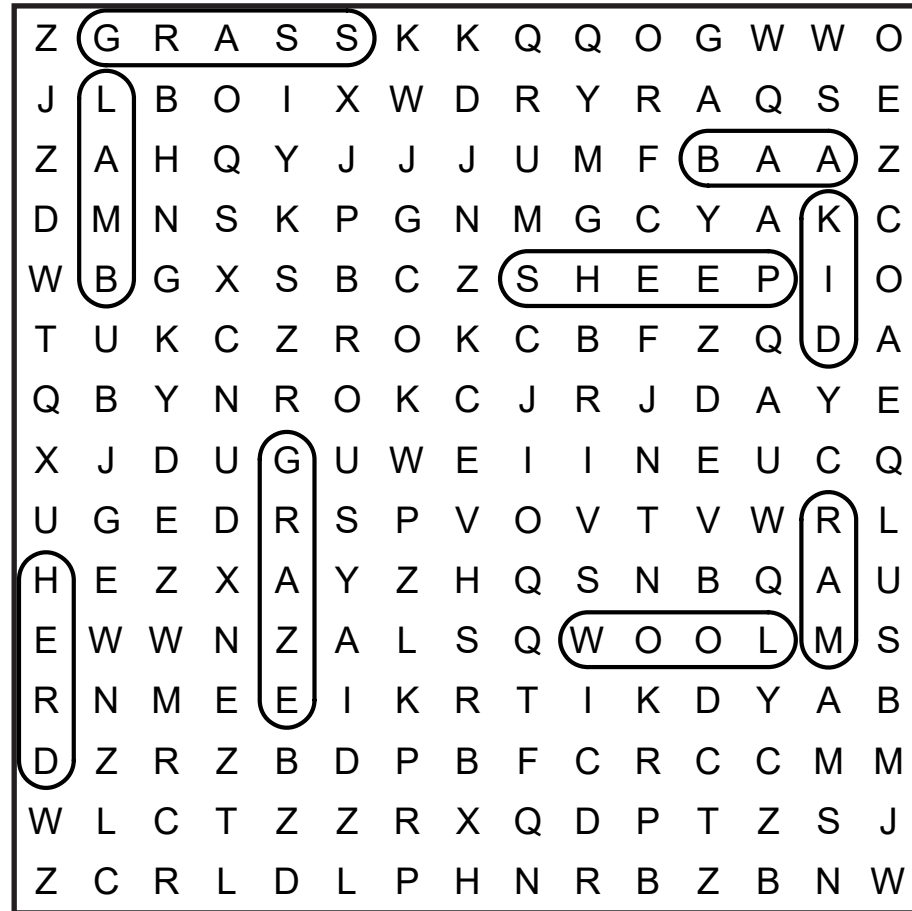 Z G R A S S K K Q Q O G W W O
J L B O I X W D R Y R A Q S E
Z A H Q Y J J J U M F B A A Z
D M N S K P G N M G C Y A K C
W B G X S B C Z S H E E P I O
T U K C Z R O K C B F Z Q D A
Q B Y N R O K C J R J D A Y E
X J D U G U W E I I N E U C Q
U G E D R S P V O V T V W R L
H E Z X A Y Z H Q S N B Q A U
E W W N Z A L S Q W O O L M S
R N M E E I K R T I K D Y A B
D Z R Z B D P B F C R C C M M
W L C T Z Z R X Q D P T Z S J
Z C R L D L P H N R B Z B N W